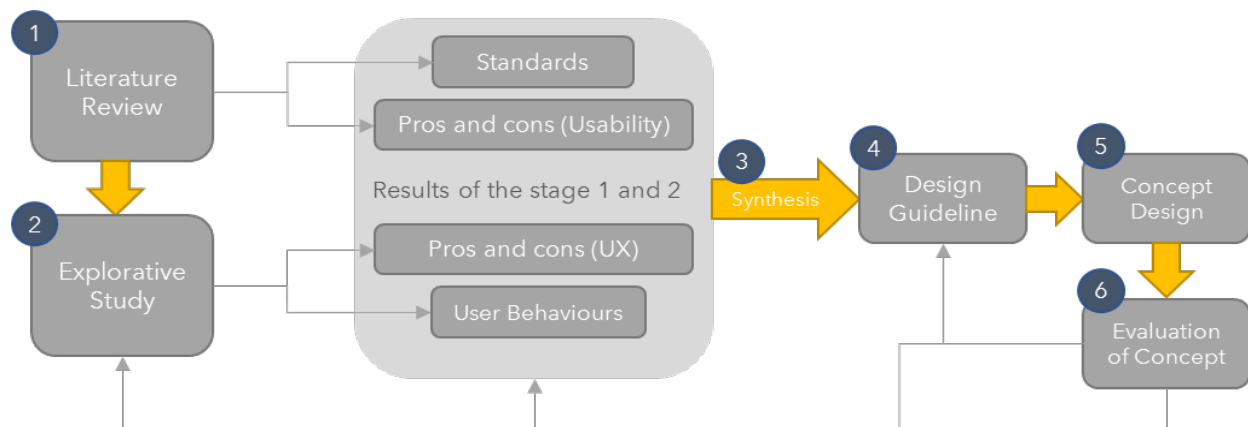 1
Literature
Review
2
Explorative
Study
Standards
Pros and cons (Usability)
Results of the stage 1 and 2
Pros and cons (UX)
User Behaviours
3
Synthesis
4
Design
Guideline
5
Concept
Design
6
Evaluation
of Concept